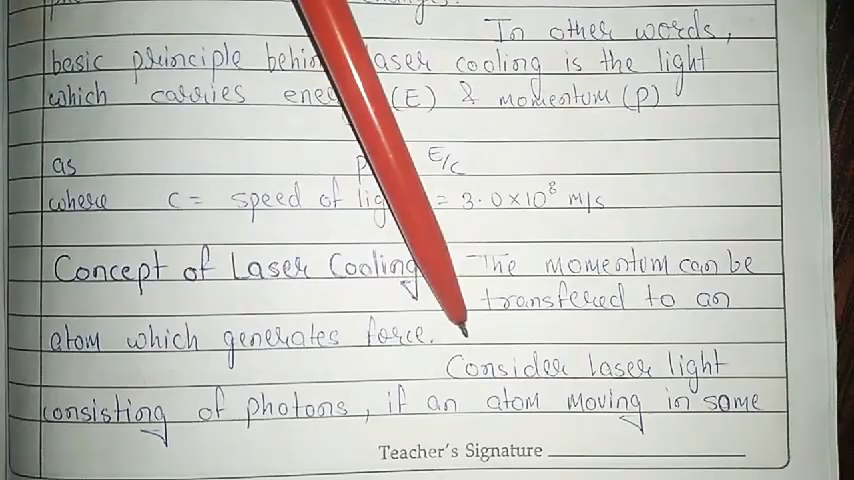 In other words,
basic principle behin laser cooling is the light
which carries ene (E) & momentum (p)
as p E/c
where c = speed of lig = 3.0×10⁸ m/s
Concept of Laser Cooling The momentum can be
transfered to an
atom which generates force.
Consider laser light
consisting of photons, if an atom moving in some
Teacher's Signature